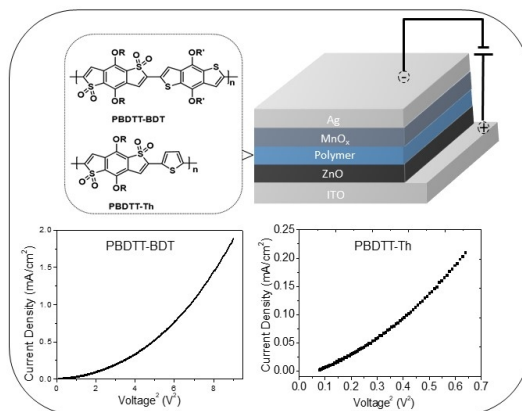 OR O O OR'
S S
S S n
O O OR OR'
PBDTT-BDT
OR O O
S S
S n
O O OR
PBDTT-Th
-
Ag
MnOₓ
Polymer
ZnO
ITO
+
PBDTT-BDT
Current Density (mA/cm²)
2.0
1.5
1.0
0.5
0.0
0 2 4 6 8
Voltage² (V²)
PBDTT-Th
Current Density (mA/cm²)
0.25
0.20
0.15
0.10
0.05
0.00
0.0 0.1 0.2 0.3 0.4 0.5 0.6 0.7
Voltage² (V²)